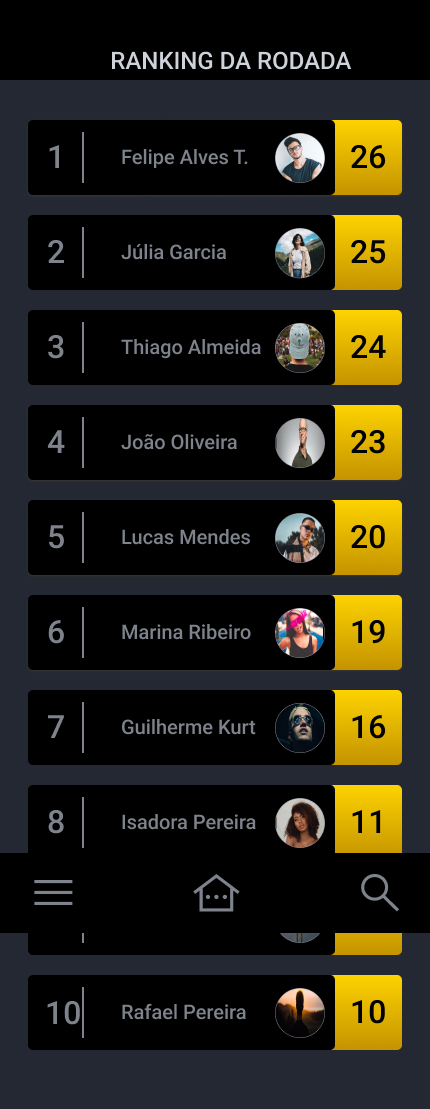 RANKING DA RODADA
1 Felipe Alves T. 26
2 Júlia Garcia 25
3 Thiago Almeida 24
4 João Oliveira 23
5 Lucas Mendes 20
6 Marina Ribeiro 19
7 Guilherme Kurt 16
8 Isadora Pereira 11
10 Rafael Pereira 10